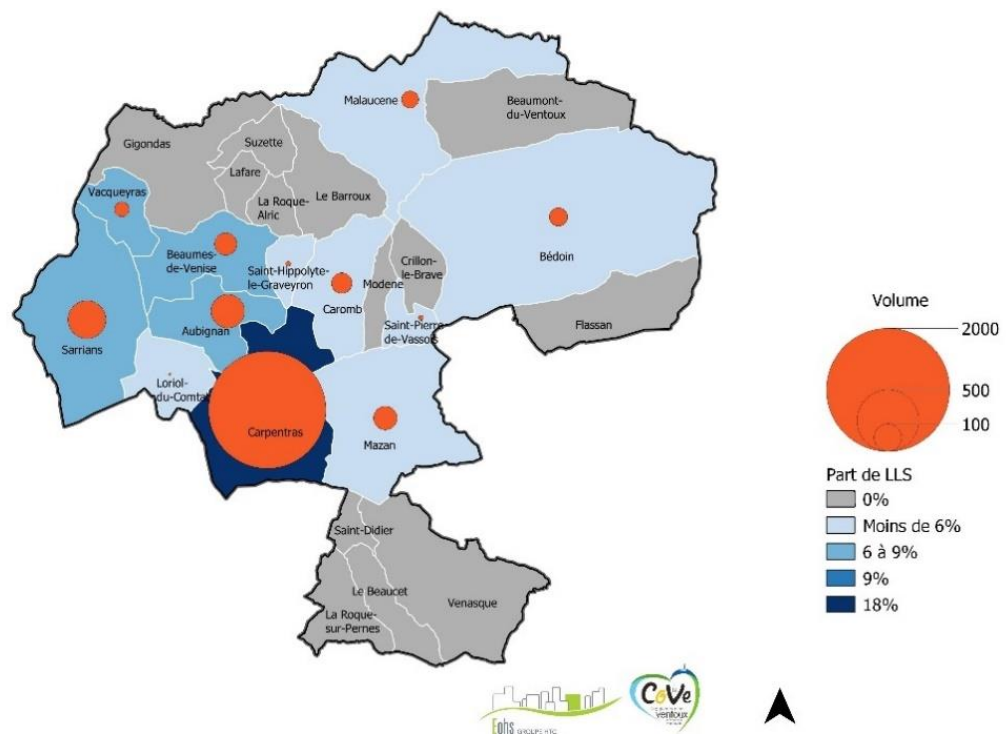 Malaucene
Beaumont-
du-Ventoux
Gigondas
Suzette
Lafare
Le Barroux
Vacqueyras
La Roque-
Alric
Beaumes-
de-Venise
Saint-Hippolyte-
le-Graveyron
Crillon-
le-Brave
Bédoin
Modene
Caromb
Aubignan
Saint-Pierre
de-Vassols
Flassan
Sarrians
Loriol-
du-Comtat
Carpentras
Mazan
Saint-Didier
Le Beaucet
Venasque
La Roque-
sur-Pernes
Volume
2000
500
100
Part de LLS
0%
Moins de 6%
6 à 9%
9%
18%
Eohs GROUPE HTC
CoVe
ventoux